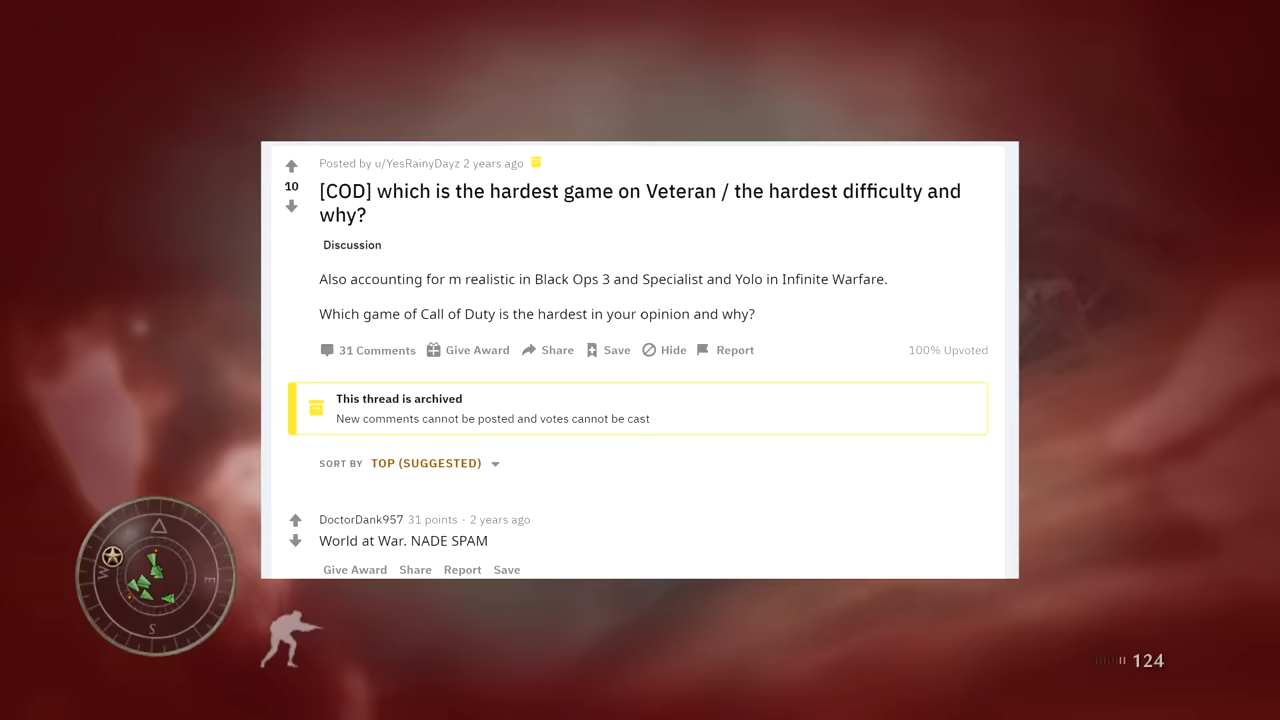 Posted by u/YesRainyDayz 2 years ago
10
[COD] which is the hardest game on Veteran / the hardest difficulty and
why?
Discussion
Also accounting for m realistic in Black Ops 3 and Specialist and Yolo in Infinite Warfare.
Which game of Call of Duty is the hardest in your opinion and why?
31 Comments Give Award Share Save Hide Report 100% Upvoted
This thread is archived
New comments cannot be posted and votes cannot be cast
SORT BY TOP (SUGGESTED)
DoctorDank957 31 points · 2 years ago
World at War. NADE SPAM
Give Award Share Report Save
W E
S
124